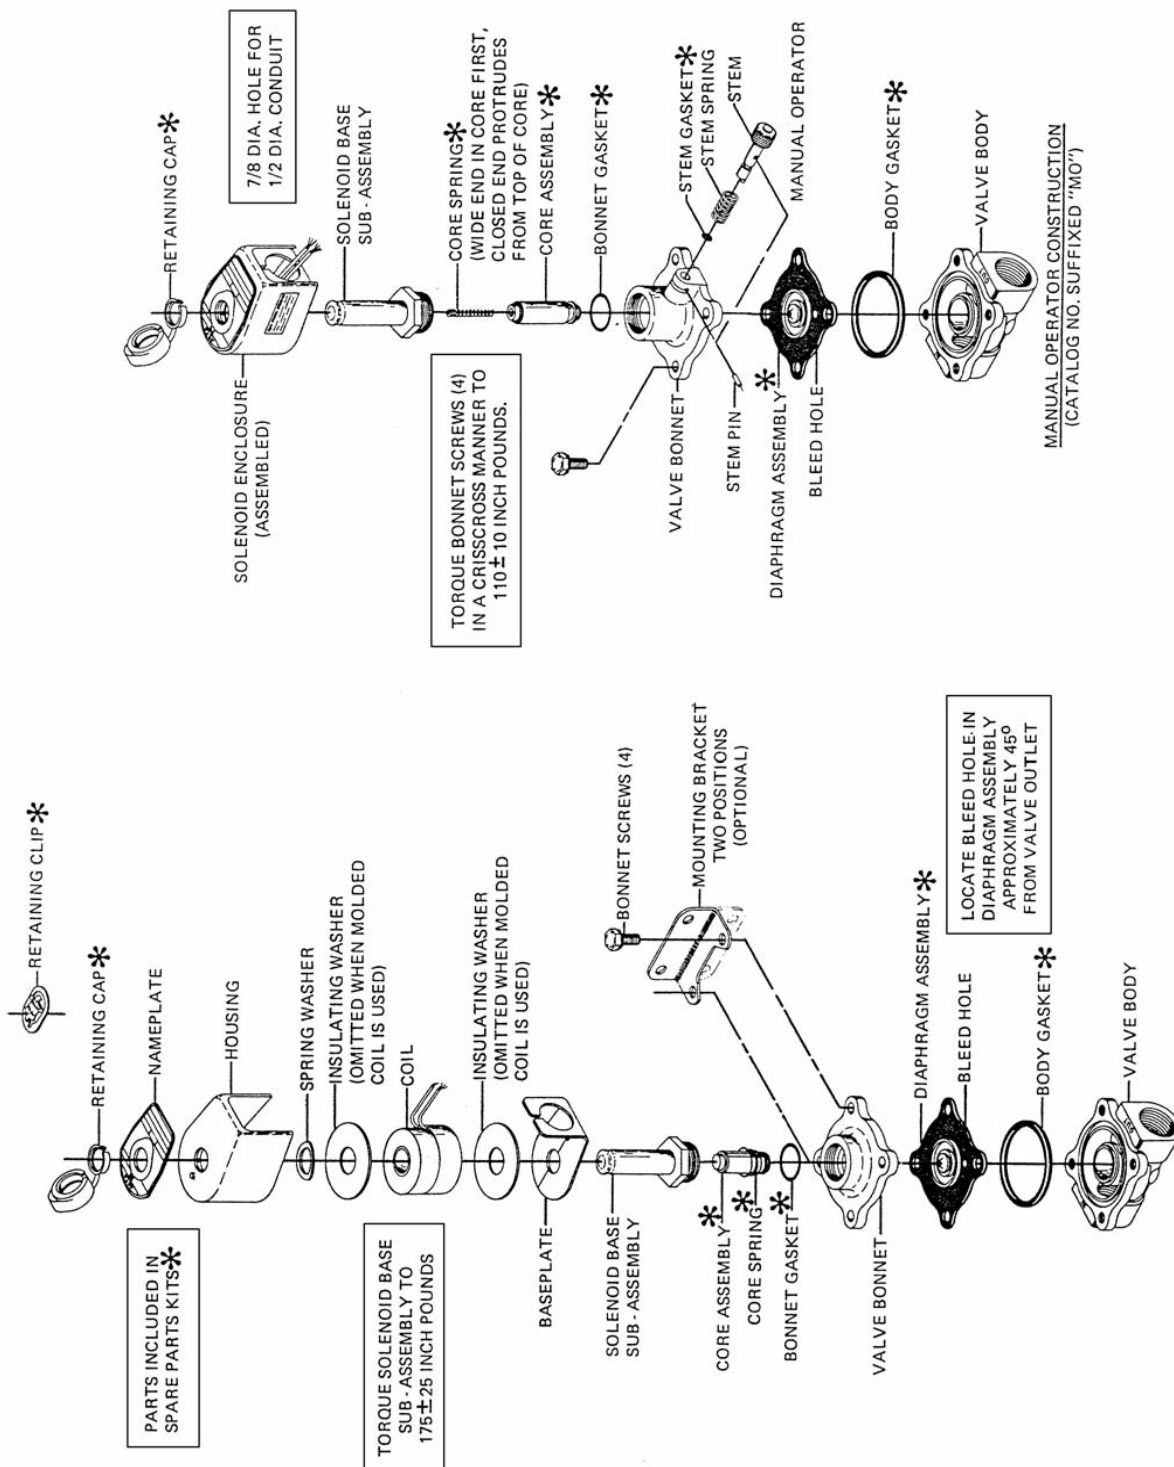 RETAINING CLIP*
RETAINING CAP*
NAMEPLATE
HOUSING
SPRING WASHER
INSULATING WASHER
(OMITTED WHEN MOLDED
COIL IS USED)
COIL
INSULATING WASHER
(OMITTED WHEN MOLDED
COIL IS USED)
BASEPLATE
SOLENOID BASE
SUB-ASSEMBLY
CORE ASSEMBLY*
CORE SPRING*
BONNET GASKET*
VALVE BONNET
BONNET SCREWS (4)
MOUNTING BRACKET
TWO POSITIONS
(OPTIONAL)
DIAPHRAGM ASSEMBLY*
BLEED HOLE
BODY GASKET*
VALVE BODY
PARTS INCLUDED IN
SPARE PARTS KITS*
TORQUE SOLENOID BASE
SUB-ASSEMBLY TO
175±25 INCH POUNDS
LOCATE BLEED HOLE IN
DIAPHRAGM ASSEMBLY
APPROXIMATELY 45°
FROM VALVE OUTLET
RETAINING CAP*
7/8 DIA. HOLE FOR
1/2 DIA. CONDUIT
SOLENOID ENCLOSURE
(ASSEMBLED)
SOLENOID BASE
SUB-ASSEMBLY
CORE SPRING*
(WIDE END IN CORE FIRST,
CLOSED END PROTRUDES
FROM TOP OF CORE)
CORE ASSEMBLY*
BONNET GASKET*
TORQUE BONNET SCREWS (4)
IN A CRISSCROSS MANNER TO
110±10 INCH POUNDS.
VALVE BONNET
STEM PIN
STEM GASKET*
STEM SPRING
STEM
MANUAL OPERATOR
DIAPHRAGM ASSEMBLY*
BLEED HOLE
BODY GASKET*
VALVE BODY
MANUAL OPERATOR CONSTRUCTION
(CATALOG NO. SUFFIXED "MO")